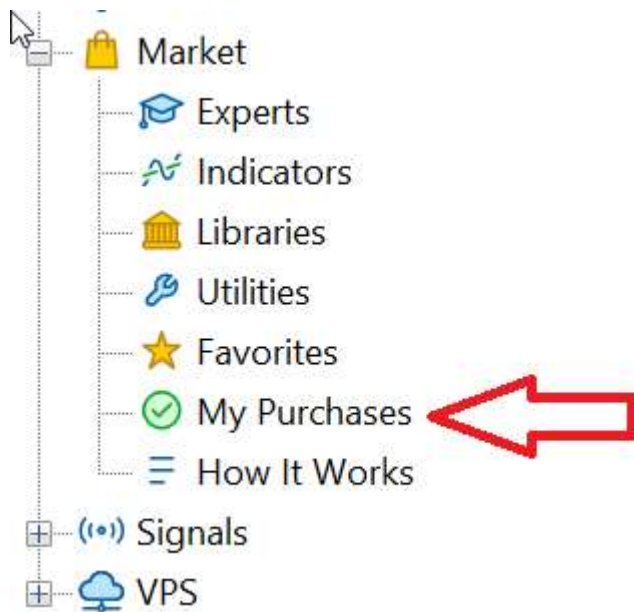 Market
Experts
Indicators
Libraries
Utilities
Favorites
My Purchases
How It Works
Signals
VPS